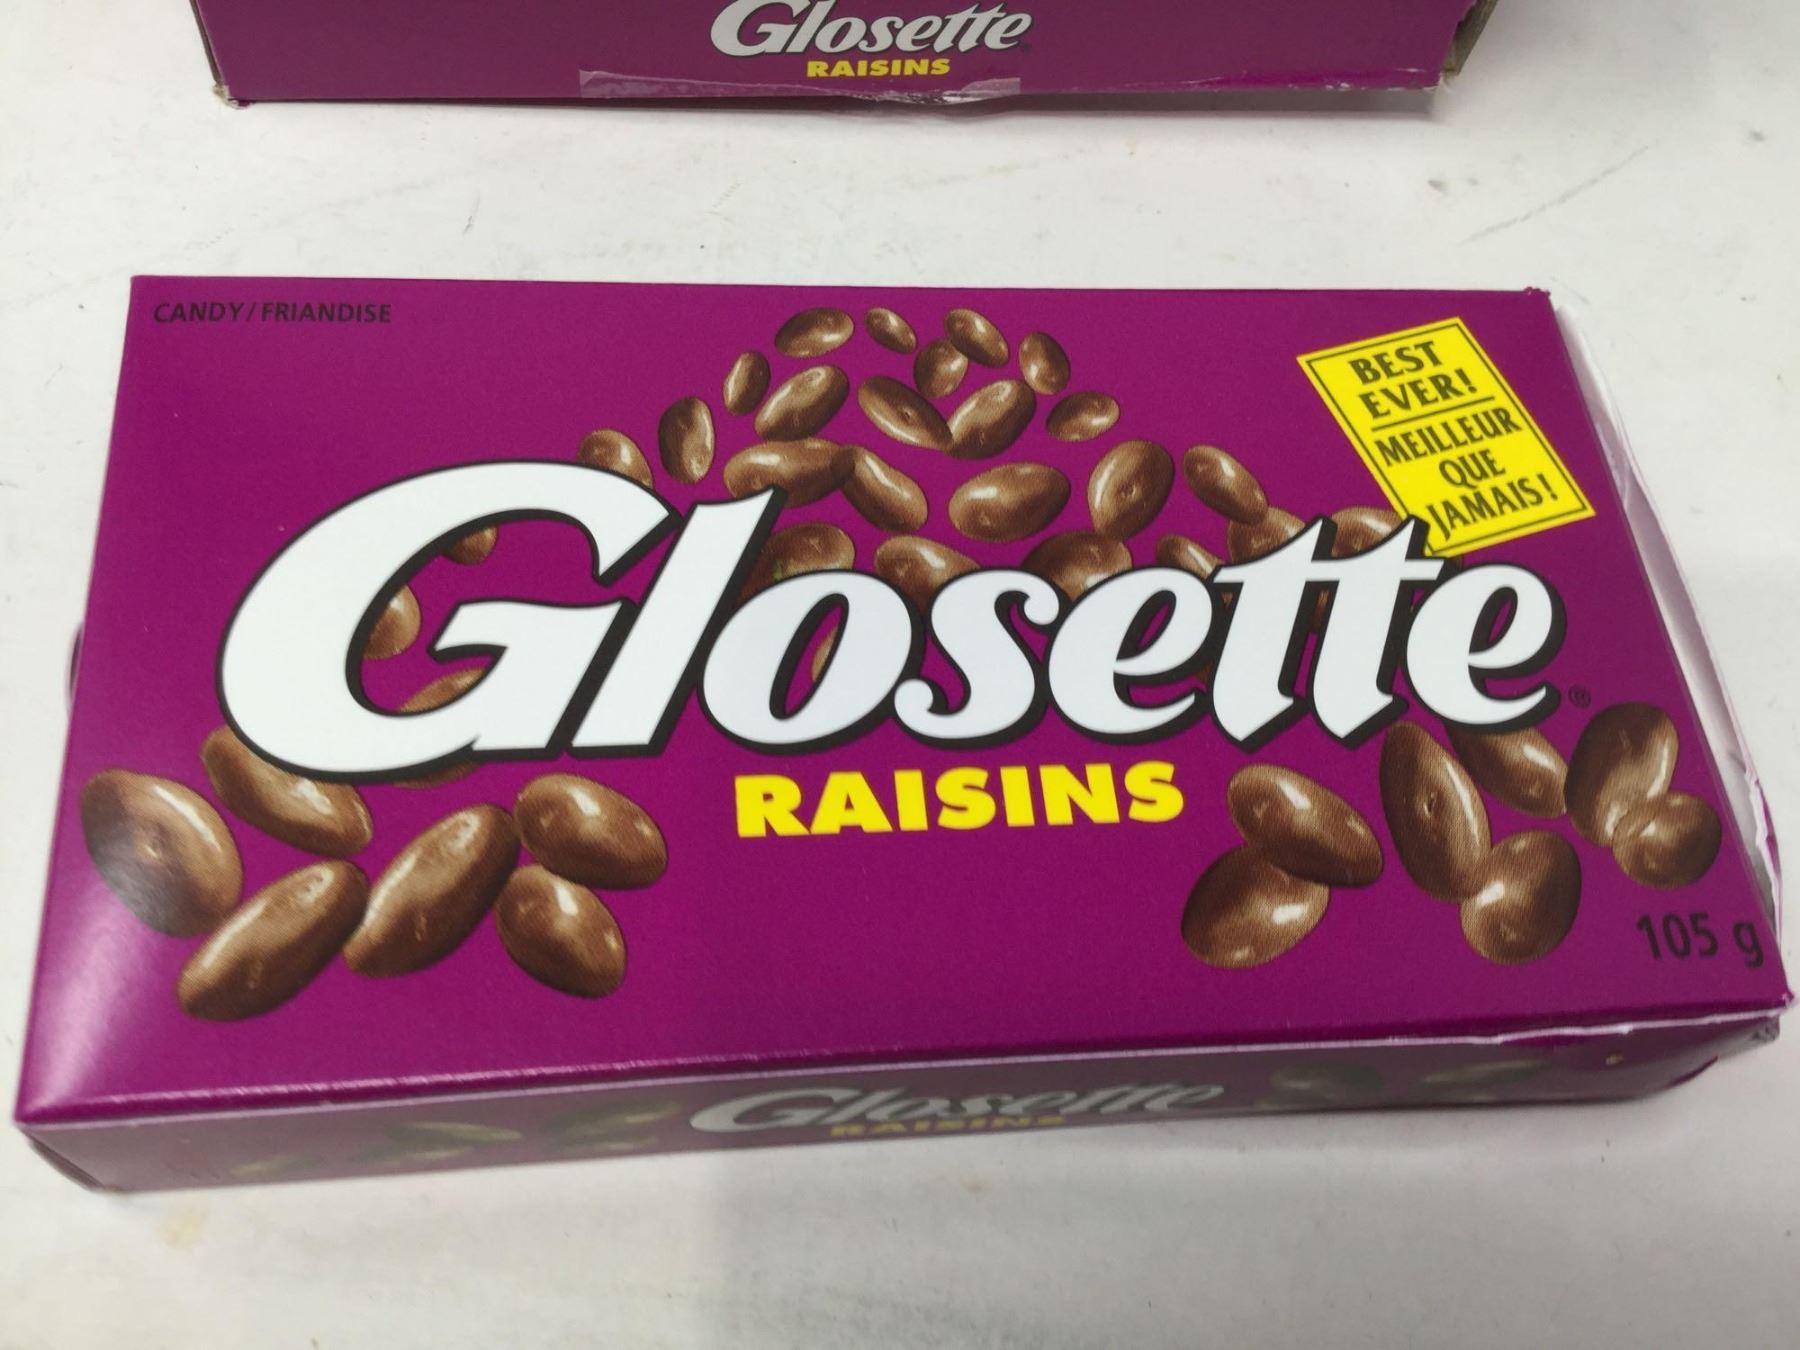 Glosette
RAISINS
CANDY/FRIANDISE
BEST
EVER!
MEILLEUR
QUE
JAMAIS!
Glosette®
RAISINS
105 g
Glosette
RAISINS